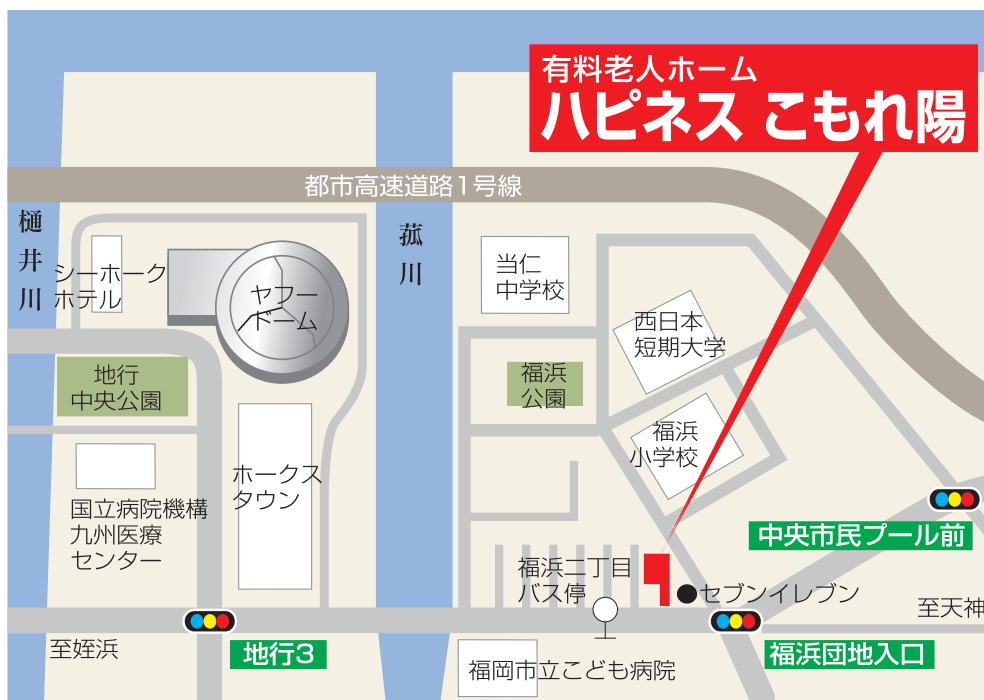 有料老人ホーム
ハピネス こもれ陽
都市高速道路1号線
樋井川
菰川
シーホーク
ホテル
ヤフー
ドーム
当仁
中学校
西日本
短期大学
地行
中央公園
福浜
公園
福浜
小学校
ホークス
タウン
国立病院機構
九州医療
センター
中央市民プール前
福浜二丁目
バス停
セブンイレブン
至天神
至姪浜
地行3
福浜団地入口
福岡市立こども病院